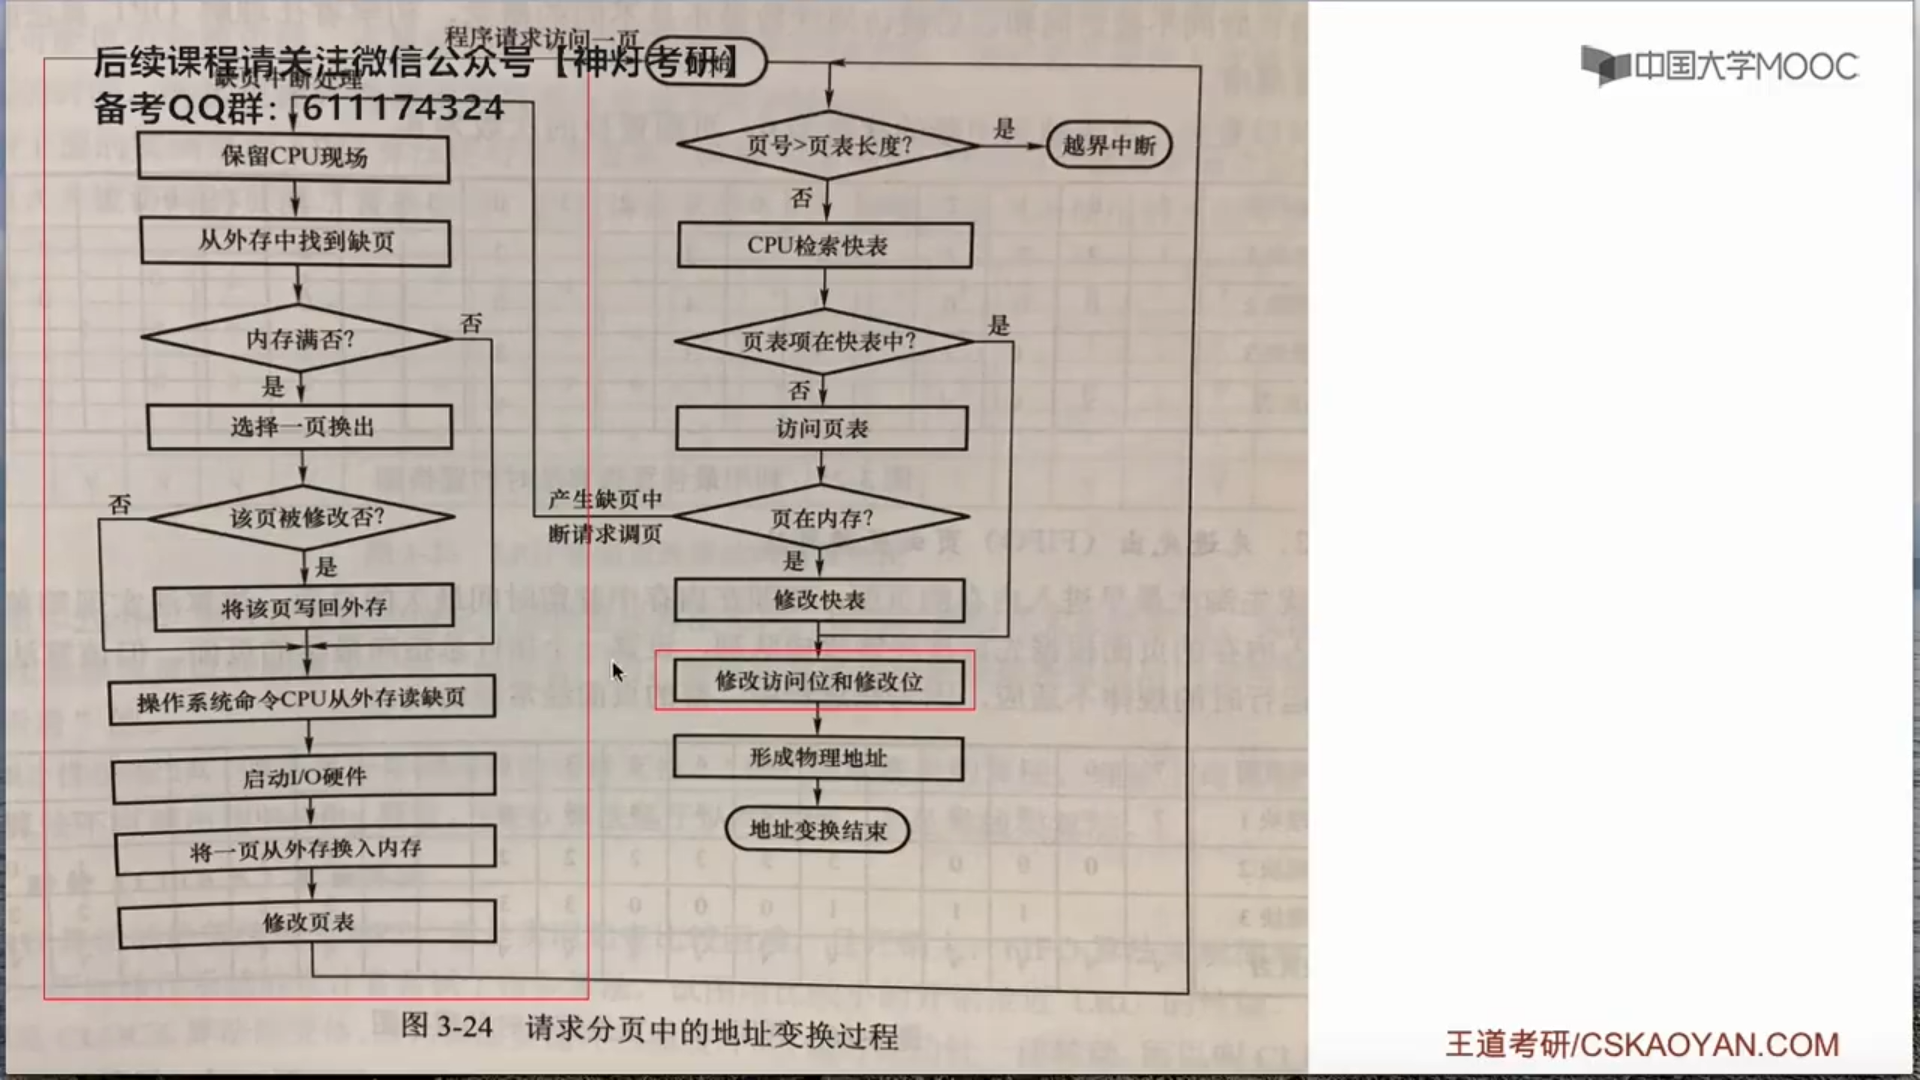 程序请求访问一页
后续课程请关注微信公众号【神灯考研】
开始
缺页中断处理
备考QQ群：611174324
中国大学MOOC
保留CPU现场
从外存中找到缺页
内存满否?
否
是
选择一页换出
该页被修改否?
否
是
将该页写回外存
操作系统命令CPU从外存读缺页
启动I/O硬件
将一页从外存换入内存
修改页表
页号>页表长度?
是
越界中断
否
CPU检索快表
页表项在快表中?
是
否
访问页表
产生缺页中
断请求调页
页在内存?
是
修改快表
修改访问位和修改位
形成物理地址
地址变换结束
图 3-24 请求分页中的地址变换过程
王道考研/CSKAOYAN.COM